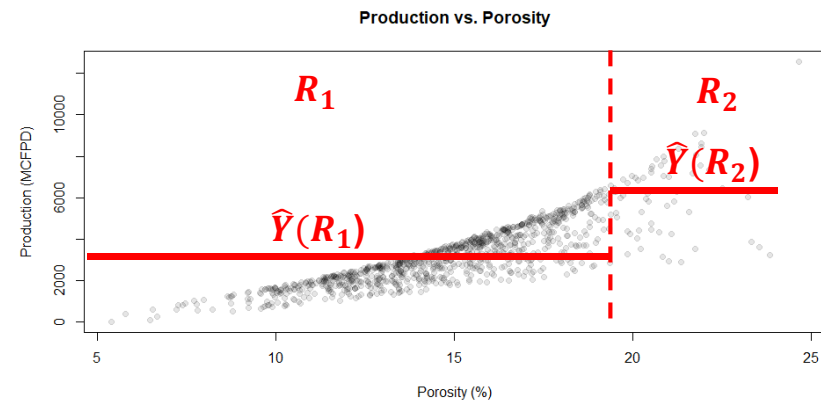 Production vs. Porosity
R₁
R₂
Ŷ(R₂)
Ŷ(R₁)
Production (MCFPD)
0
2000
6000
10000
5
10
15
20
25
Porosity (%)